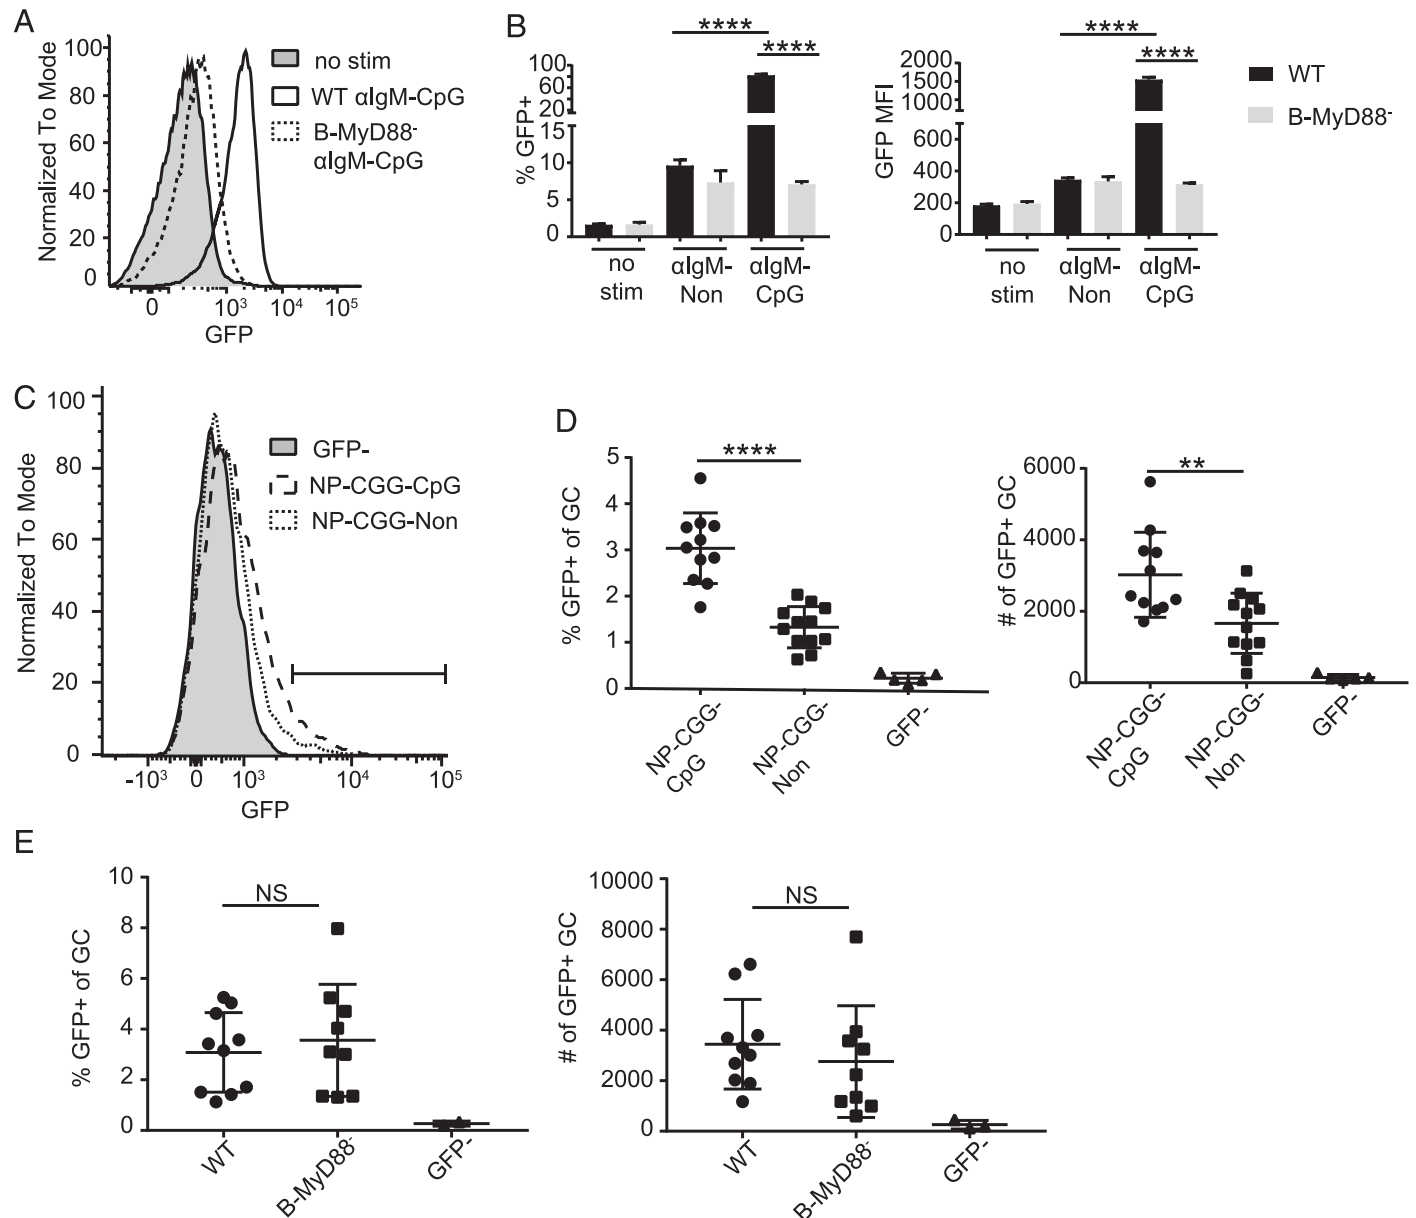 A
Normalized To Mode
100
80
60
40
20
0
0
10³
10⁴
10⁵
GFP
no stim
WT αIgM-CpG
B-MyD88⁻
αIgM-CpG
B
% GFP+
100
60
20
15
10
5
0
****
****
no
stim
αIgM-
Non
αIgM-
CpG
GFP MFI
2000
1500
1000
600
400
200
0
****
****
no
stim
αIgM-
Non
αIgM-
CpG
WT
B-MyD88⁻
C
Normalized To Mode
100
80
60
40
20
0
-10³
0
10³
10⁴
10⁵
GFP
GFP-
NP-CGG-CpG
NP-CGG-Non
D
% GFP+ of GC
5
4
3
2
1
0
****
NP-CGG-
CpG
NP-CGG-
Non
GFP-
# of GFP+ GC
6000
4000
2000
0
**
NP-CGG-
CpG
NP-CGG-
Non
GFP-
E
% GFP+ of GC
10
8
6
4
2
0
NS
WT
B-MyD88⁻
GFP-
# of GFP+ GC
10000
8000
6000
4000
2000
0
NS
WT
B-MyD88⁻
GFP-